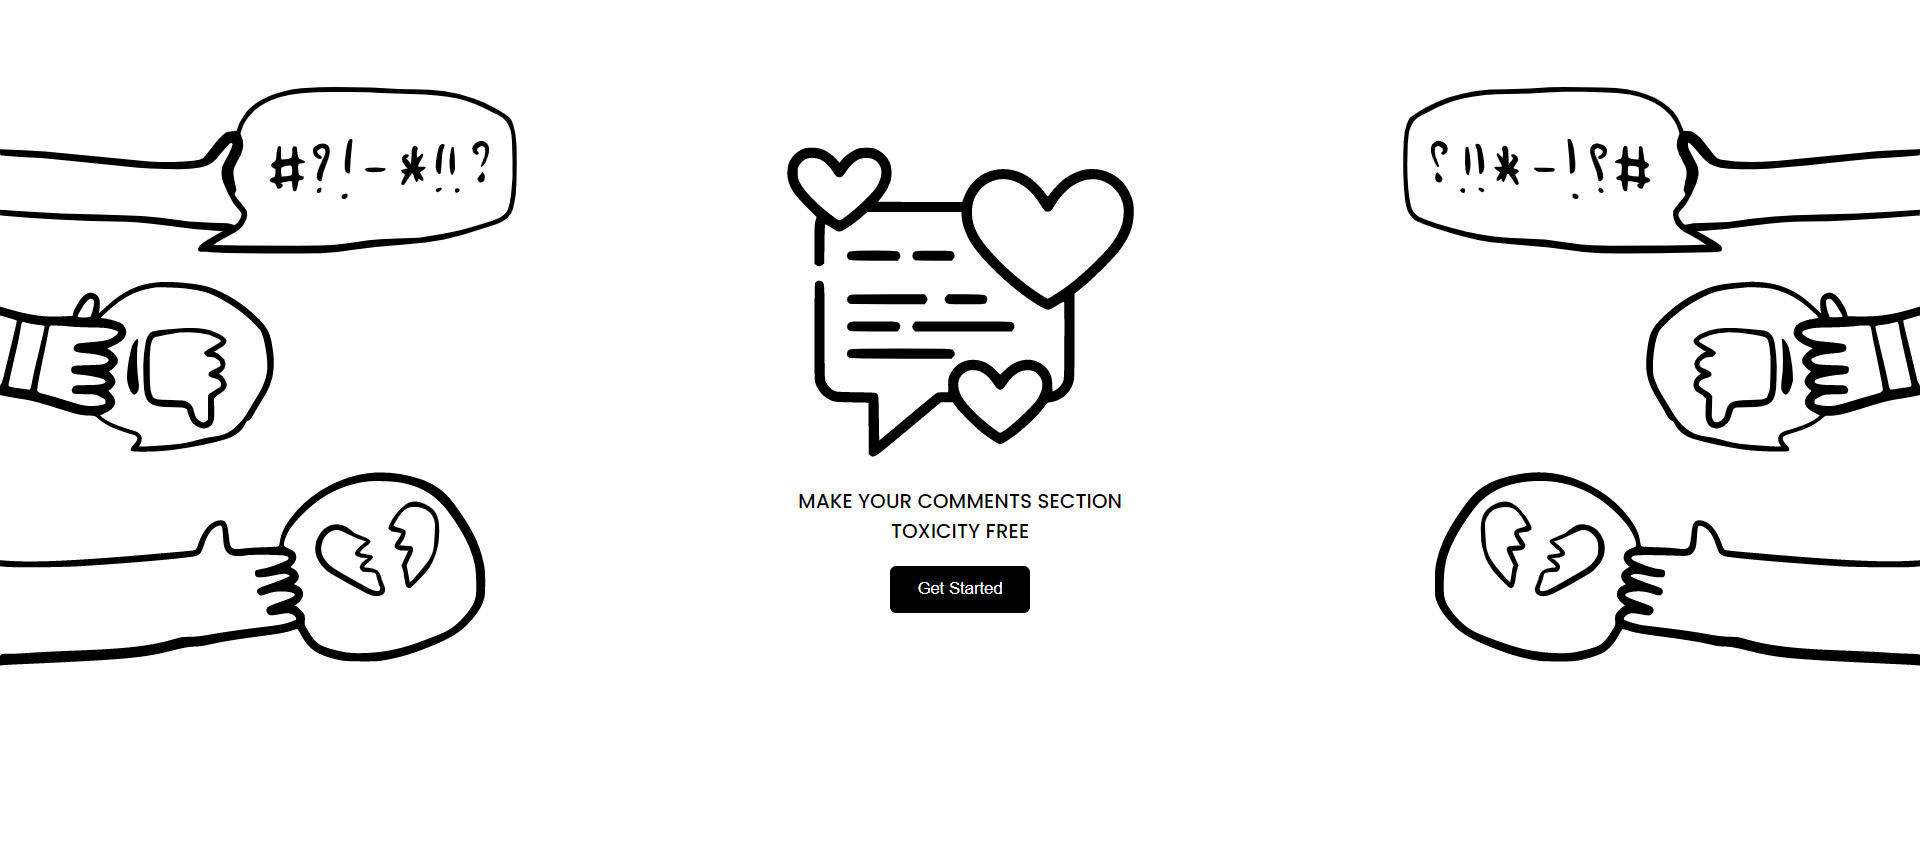 #?!-*!!?
?!!*-!?#
MAKE YOUR COMMENTS SECTION
TOXICITY FREE
Get Started